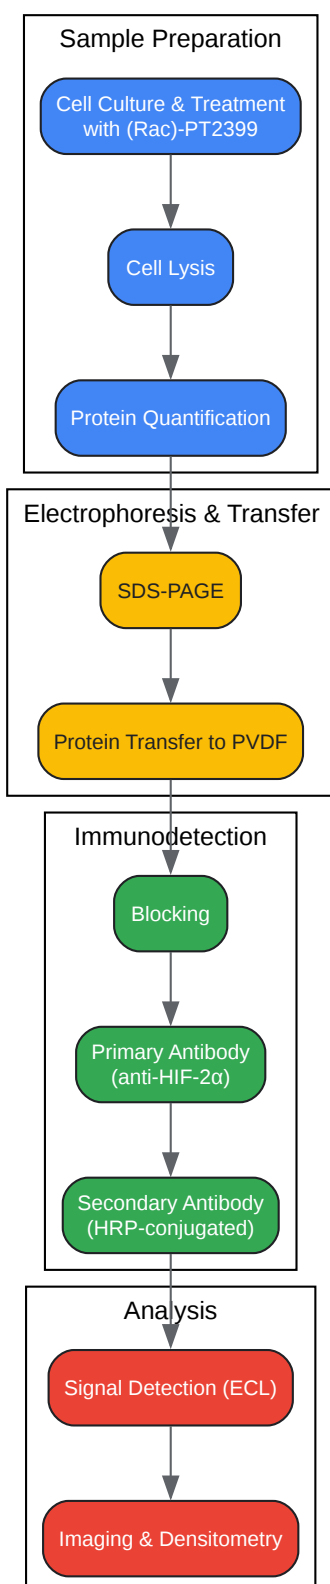 Sample Preparation
Cell Culture & Treatment
with (Rac)-PT2399
Cell Lysis
Protein Quantification
Electrophoresis & Transfer
SDS-PAGE
Protein Transfer to PVDF
Immunodetection
Blocking
Primary Antibody
(anti-HIF-2α)
Secondary Antibody
(HRP-conjugated)
Analysis
Signal Detection (ECL)
Imaging & Densitometry